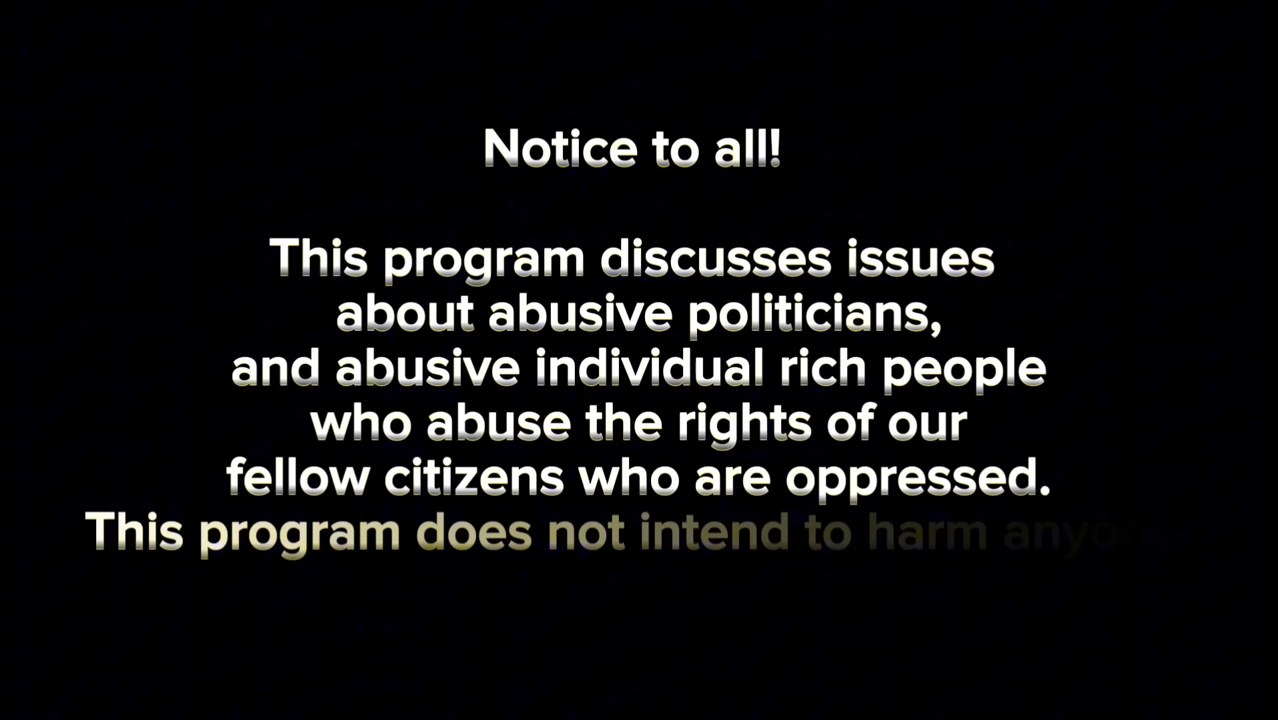 Notice to all!
This program discusses issues
about abusive politicians,
and abusive individual rich people
who abuse the rights of our
fellow citizens who are oppressed.
This program does not intend to harm